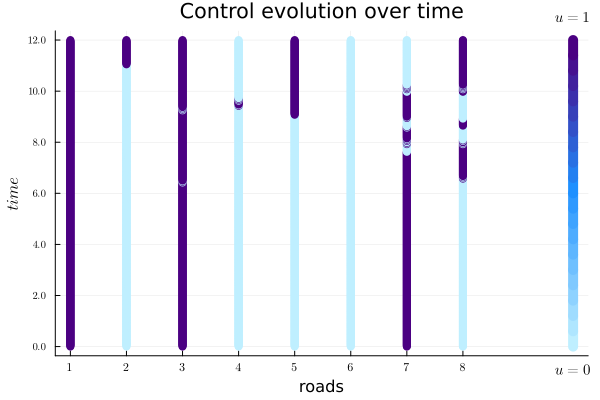 Control evolution over time
u = 1
12.0
10.0
8.0
6.0
4.0
2.0
0.0
time
1 2 3 4 5 6 7 8
u = 0
roads